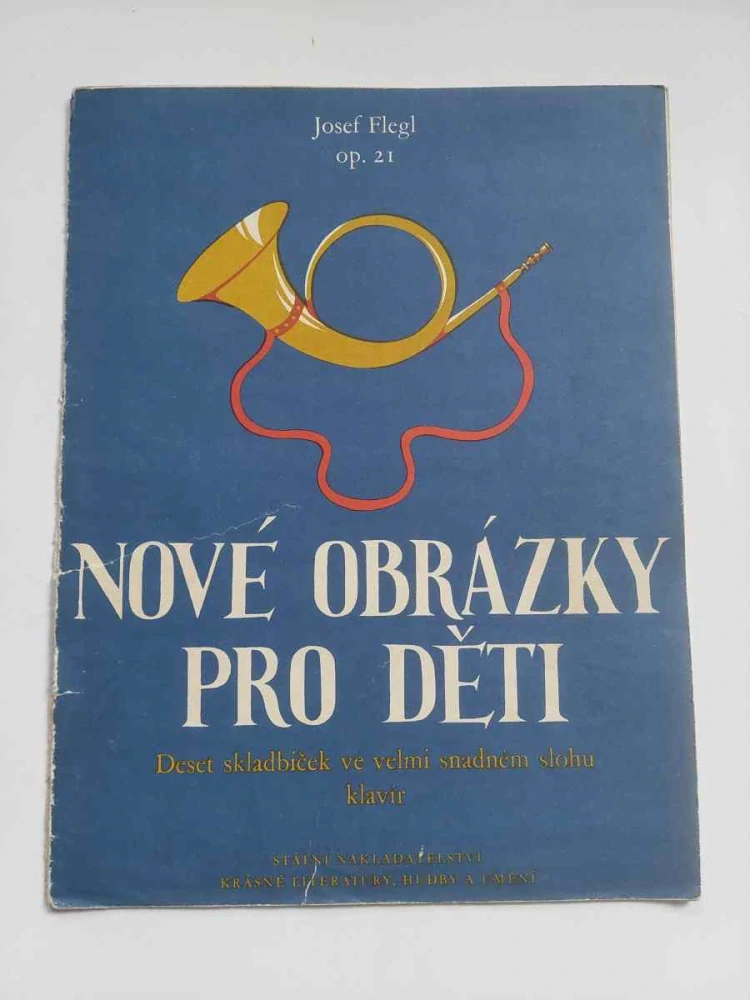 Josef Flegl
op. 21
NOVÉ OBRÁZKY
PRO DĚTI
Deset skladbiček ve velmi snadném slohu
klavír
STÁTNÍ NAKLADATELSTVÍ
KRÁSNÉ LITERATURY, HUDBY A UMĚNÍ